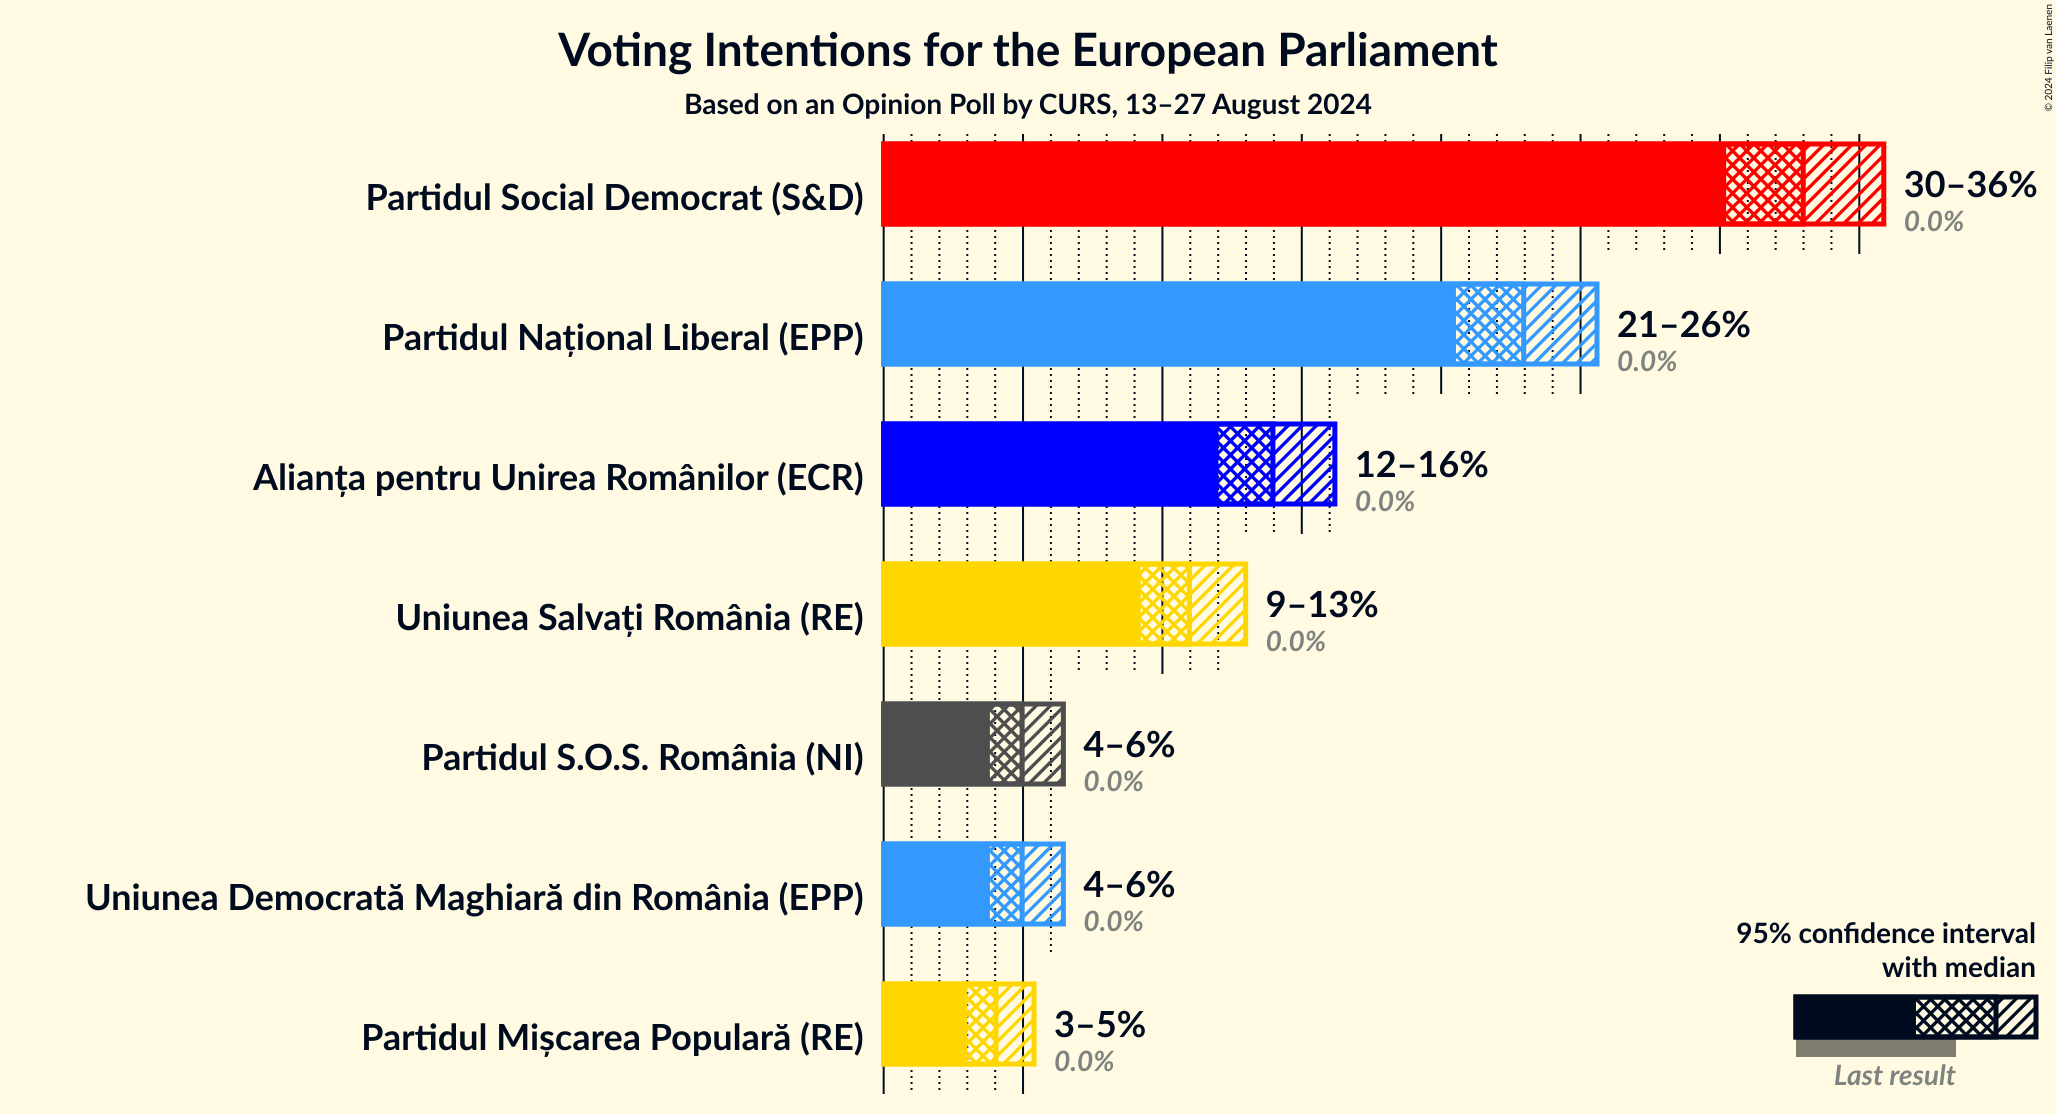 © 2024 Filip van Laenen
Voting Intentions for the European Parliament
Based on an Opinion Poll by CURS, 13–27 August 2024
Partidul Social Democrat (S&D)
30–36%
0.0%
Partidul Național Liberal (EPP)
21–26%
0.0%
Alianța pentru Unirea Românilor (ECR)
12–16%
0.0%
Uniunea Salvați România (RE)
9–13%
0.0%
Partidul S.O.S. România (NI)
4–6%
0.0%
Uniunea Democrată Maghiară din România (EPP)
4–6%
0.0%
Partidul Mișcarea Populară (RE)
3–5%
0.0%
95% confidence interval
with median
Last result